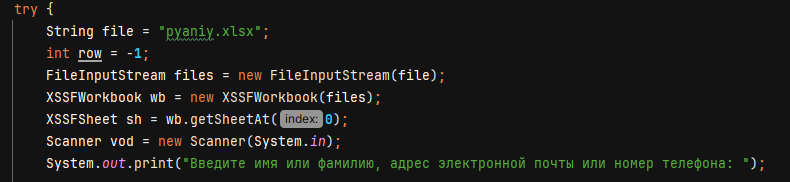 try {
String file = "pyaniy.xlsx";
int row = -1;
FileInputStream files = new FileInputStream(file);
XSSFWorkbook wb = new XSSFWorkbook(files);
XSSFSheet sh = wb.getSheetAt( index: 0);
Scanner vod = new Scanner(System.in);
System.out.print("Введите имя или фамилию, адрес электронной почты или номер телефона: ");